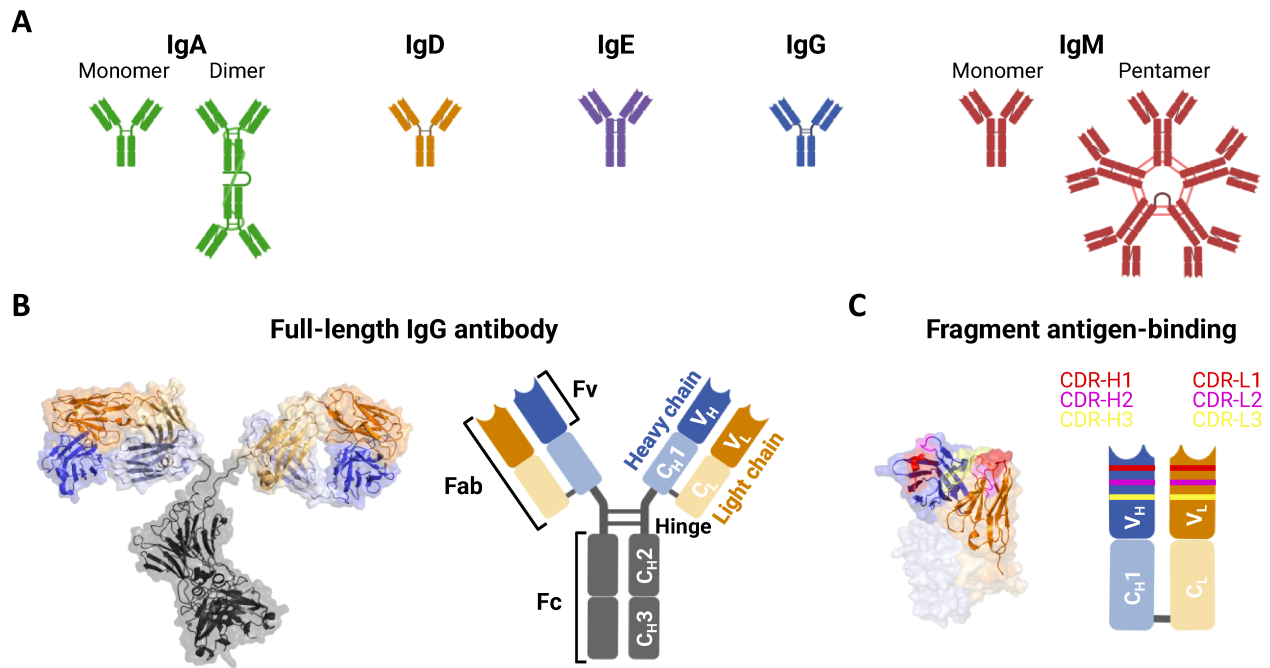 A
IgA
Monomer
Dimer
IgD
IgE
IgG
IgM
Monomer
Pentamer
B
Full-length IgG antibody
Fab
Fv
Fc
Heavy chain
VH
CH1
VL
CL
Light chain
Hinge
CH2
CH3
C
Fragment antigen-binding
CDR-H1
CDR-H2
CDR-H3
CDR-L1
CDR-L2
CDR-L3
VH
VL
CH1
CL